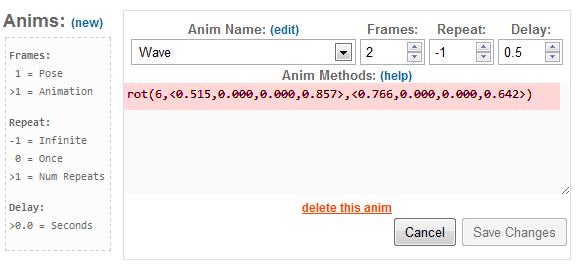 Anims: (new)
Frames:
1 = Pose
>1 = Animation
Repeat:
-1 = Infinite
0 = Once
>1 = Num Repeats
Delay:
>0.0 = Seconds
Anim Name: (edit) Frames: Repeat: Delay:
Wave 2 -1 0.5
Anim Methods: (help)
rot(6,<0.515,0.000,0.000,0.857>,<0.766,0.000,0.000,0.642>)
delete this anim
Cancel Save Changes